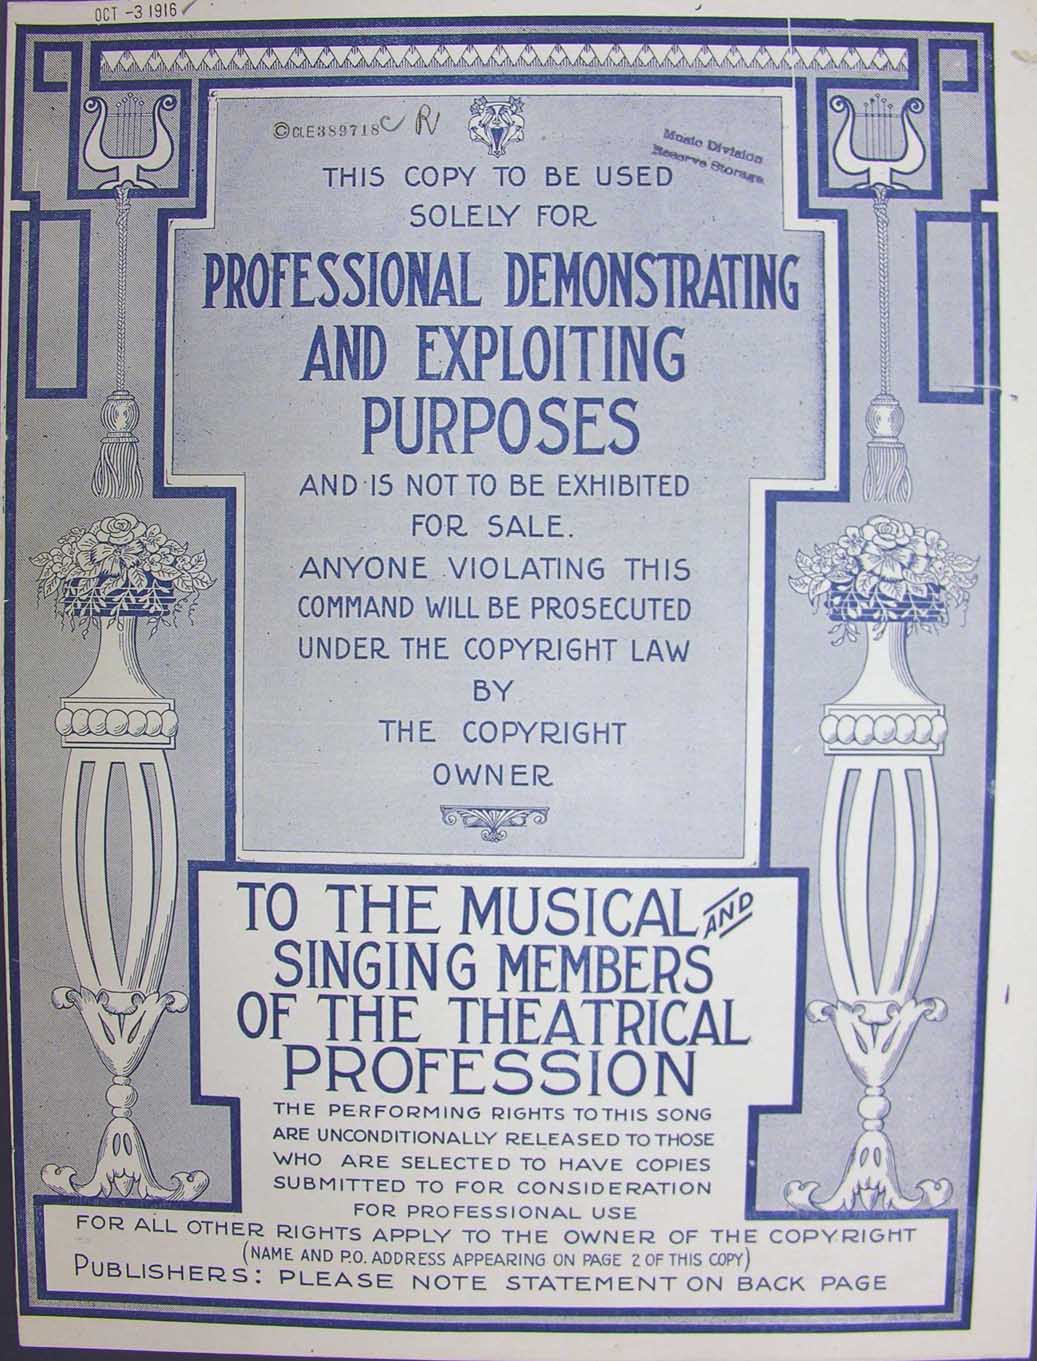 OCT -3 1916
©CLE389718
THIS COPY TO BE USED
SOLELY FOR
Music Division
Reserve Storage
PROFESSIONAL DEMONSTRATING
AND EXPLOITING
PURPOSES
AND IS NOT TO BE EXHIBITED
FOR SALE.
ANYONE VIOLATING THIS
COMMAND WILL BE PROSECUTED
UNDER THE COPYRIGHT LAW
BY
THE COPYRIGHT
OWNER
TO THE MUSICAL AND
SINGING MEMBERS
OF THE THEATRICAL
PROFESSION
THE PERFORMING RIGHTS TO THIS SONG
ARE UNCONDITIONALLY RELEASED TO THOSE
WHO ARE SELECTED TO HAVE COPIES
SUBMITTED TO FOR CONSIDERATION
FOR PROFESSIONAL USE
FOR ALL OTHER RIGHTS APPLY TO THE OWNER OF THE COPYRIGHT
(NAME AND P.O. ADDRESS APPEARING ON PAGE 2 OF THIS COPY)
PUBLISHERS: PLEASE NOTE STATEMENT ON BACK PAGE